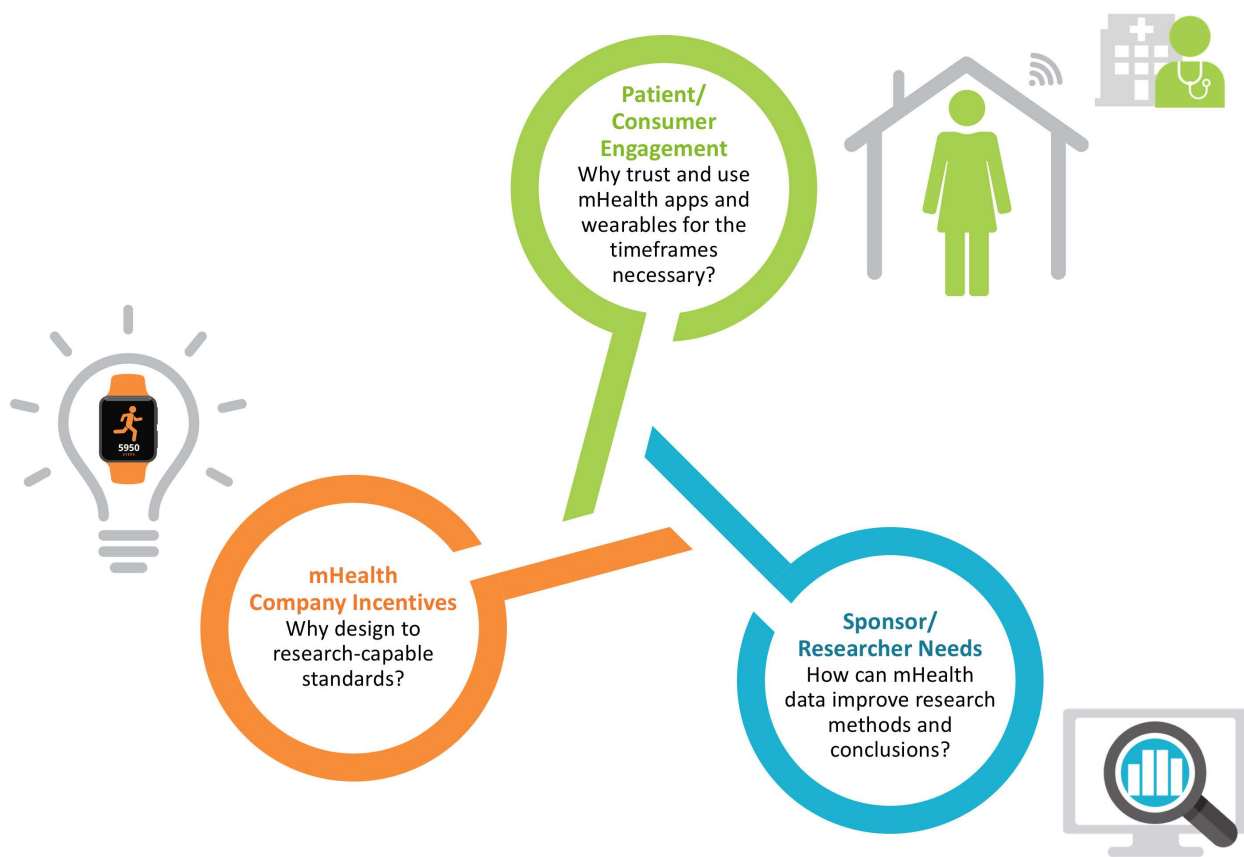 Patient/
Consumer
Engagement
Why trust and use
mHealth apps and
wearables for the
timeframes
necessary?
5950
STEPS
mHealth
Company Incentives
Why design to
research-capable
standards?
Sponsor/
Researcher Needs
How can mHealth
data improve research
methods and
conclusions?